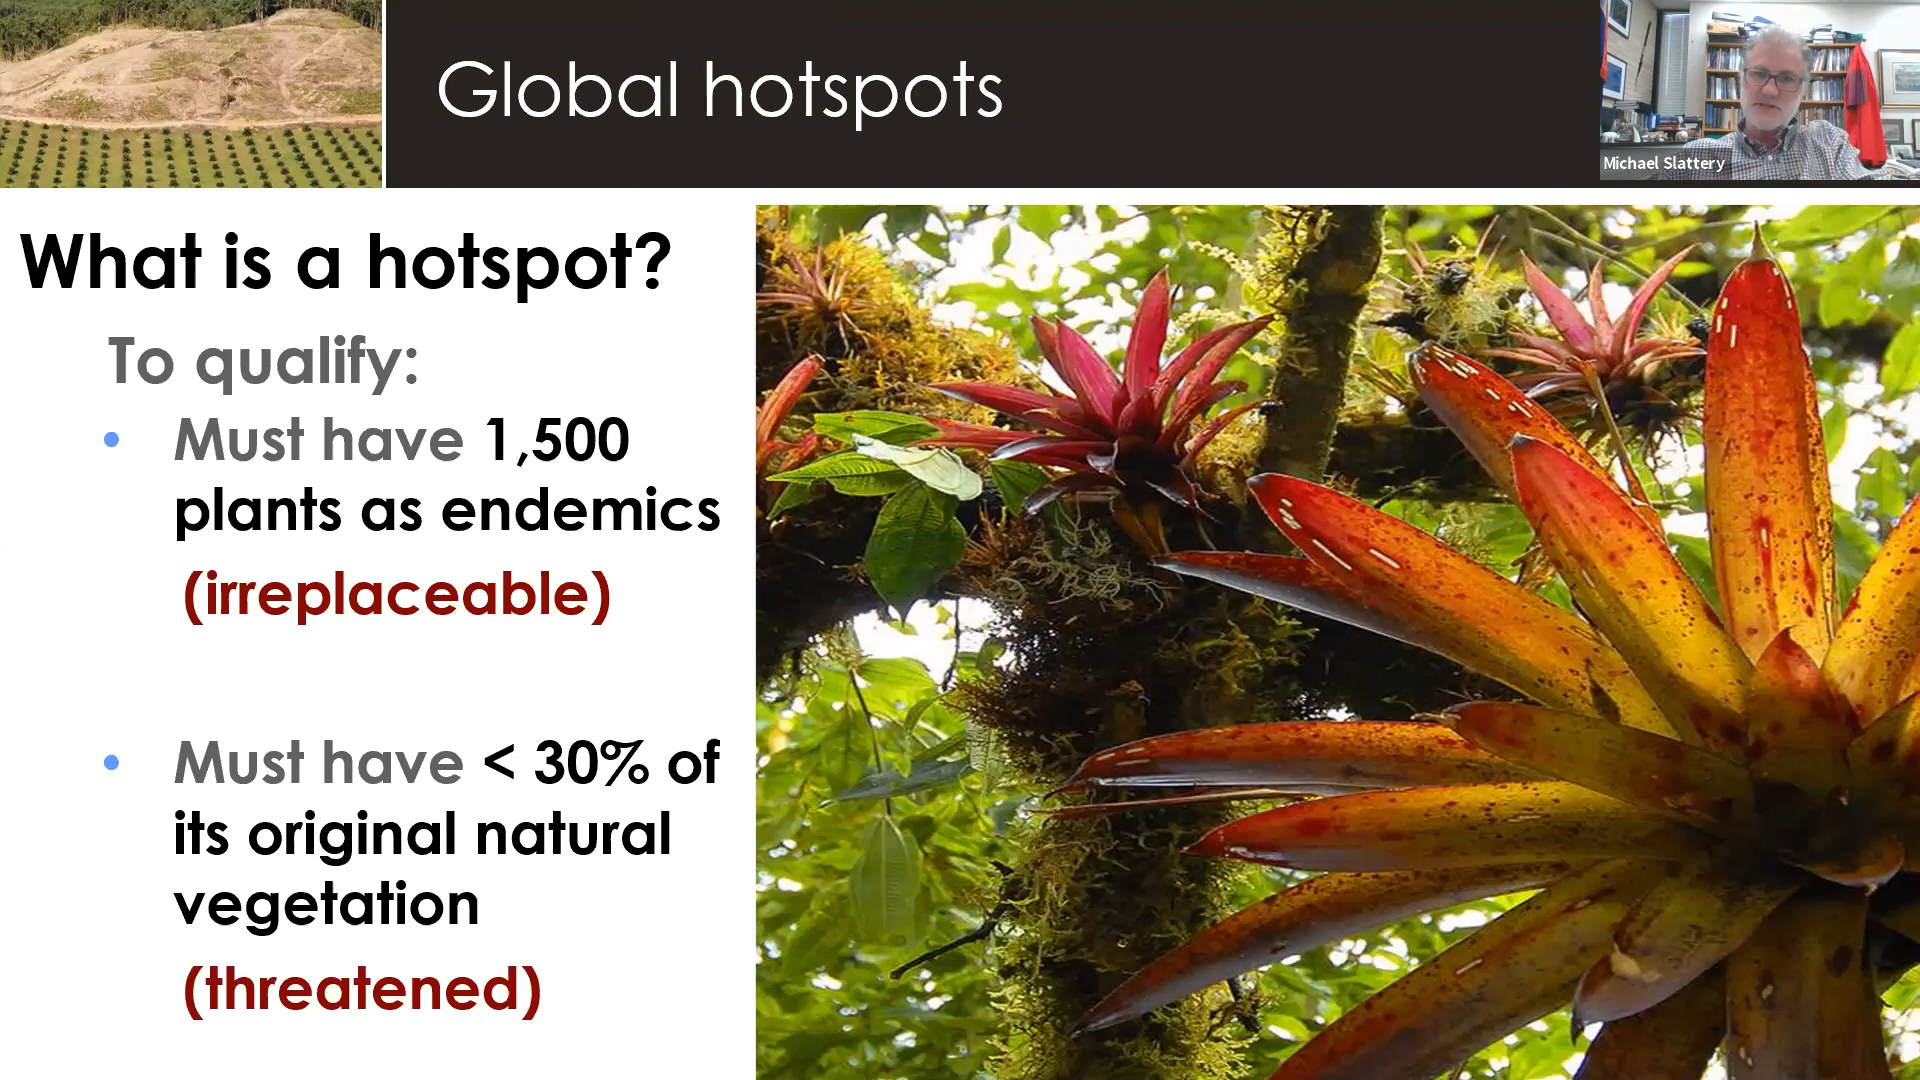 Global hotspots
Michael Slattery
What is a hotspot?
To qualify:
• Must have 1,500
plants as endemics
(irreplaceable)
• Must have < 30% of
its original natural
vegetation
(threatened)